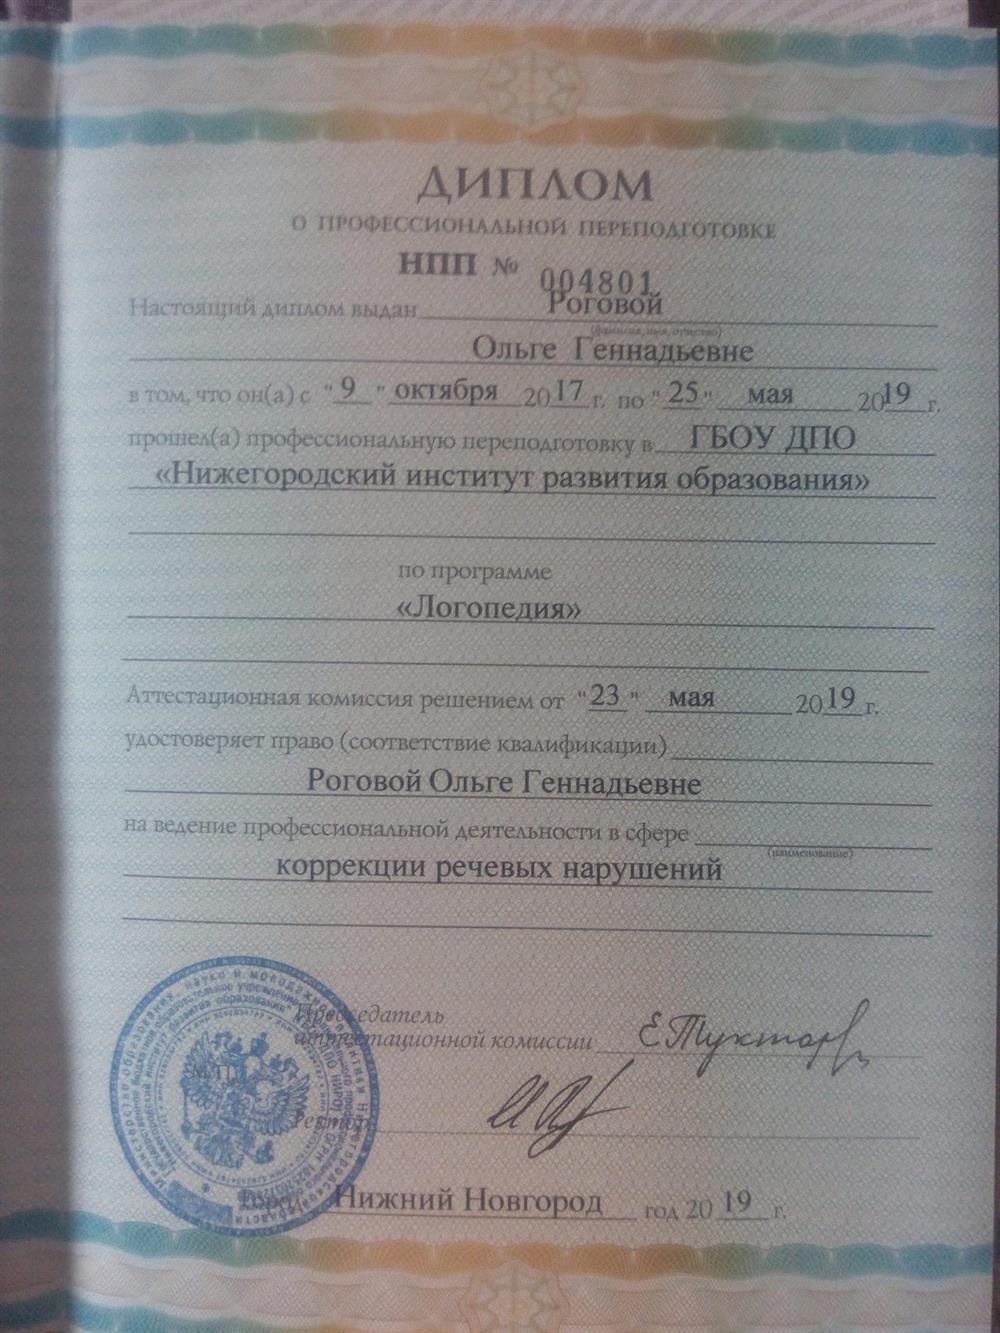 ДИПЛОМ
О ПРОФЕССИОНАЛЬНОЙ ПЕРЕПОДГОТОВКЕ
НПП № 004801
Настоящий диплом выдан Роговой
(фамилия, имя, отчество)
Ольге Геннадьевне
в том, что он(а) с "9" октября 2017 г. по "25" мая 2019 г.
прошел(а) профессиональную переподготовку в ГБОУ ДПО
«Нижегородский институт развития образования»
по программе
«Логопедия»
Аттестационная комиссия решением от "23" мая 2019 г.
удостоверяет право (соответствие квалификации)
Роговой Ольге Геннадьевне
на ведение профессиональной деятельности в сфере
(наименование)
коррекции речевых нарушений
Председатель
аттестационной комиссии
М.П.
Ректор
Город Нижний Новгород год 2019 г.